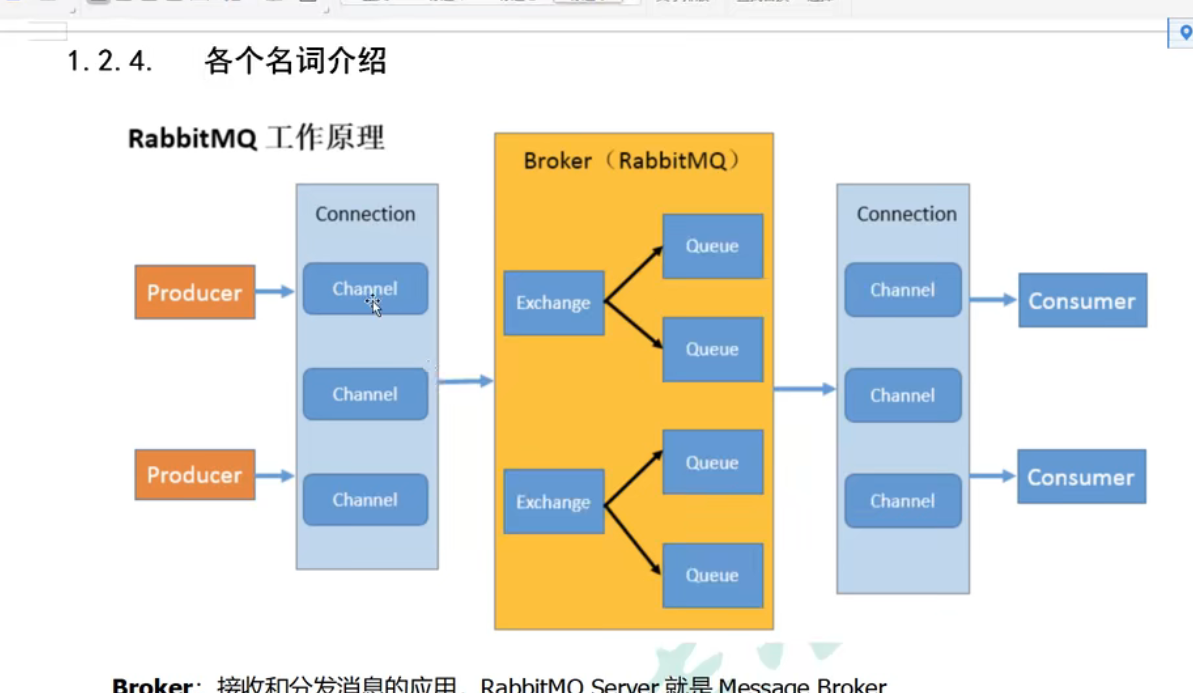 1.2.4. 各个名词介绍
RabbitMQ 工作原理
Broker（RabbitMQ）
Connection
Connection
Queue
Producer
Channel
Exchange
Channel
Consumer
Queue
Channel
Channel
Queue
Producer
Channel
Exchange
Channel
Consumer
Queue
Broker：接收和分发消息的应用，RabbitMQ Server 就是 Message Broker